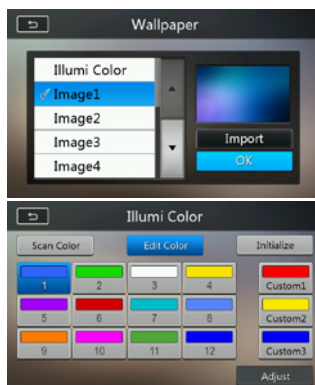 Wallpaper
Illumi Color
Image1
Image2
Image3
Image4
Import
OK
Illumi Color
Scan Color Edit Color Initialize
1 2 3 4 Custom1
5 6 7 8 Custom2
9 10 11 12 Custom3
Adjust